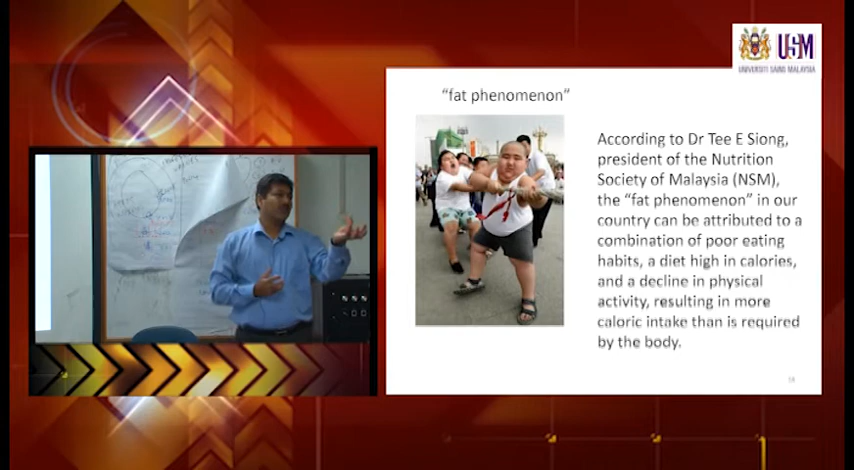 USM
UNIVERSITI SAINS MALAYSIA
“fat phenomenon”
According to Dr Tee E Siong,
president of the Nutrition
Society of Malaysia (NSM),
the “fat phenomenon” in our
country can be attributed to a
combination of poor eating
habits, a diet high in calories,
and a decline in physical
activity, resulting in more
caloric intake than is required
by the body.